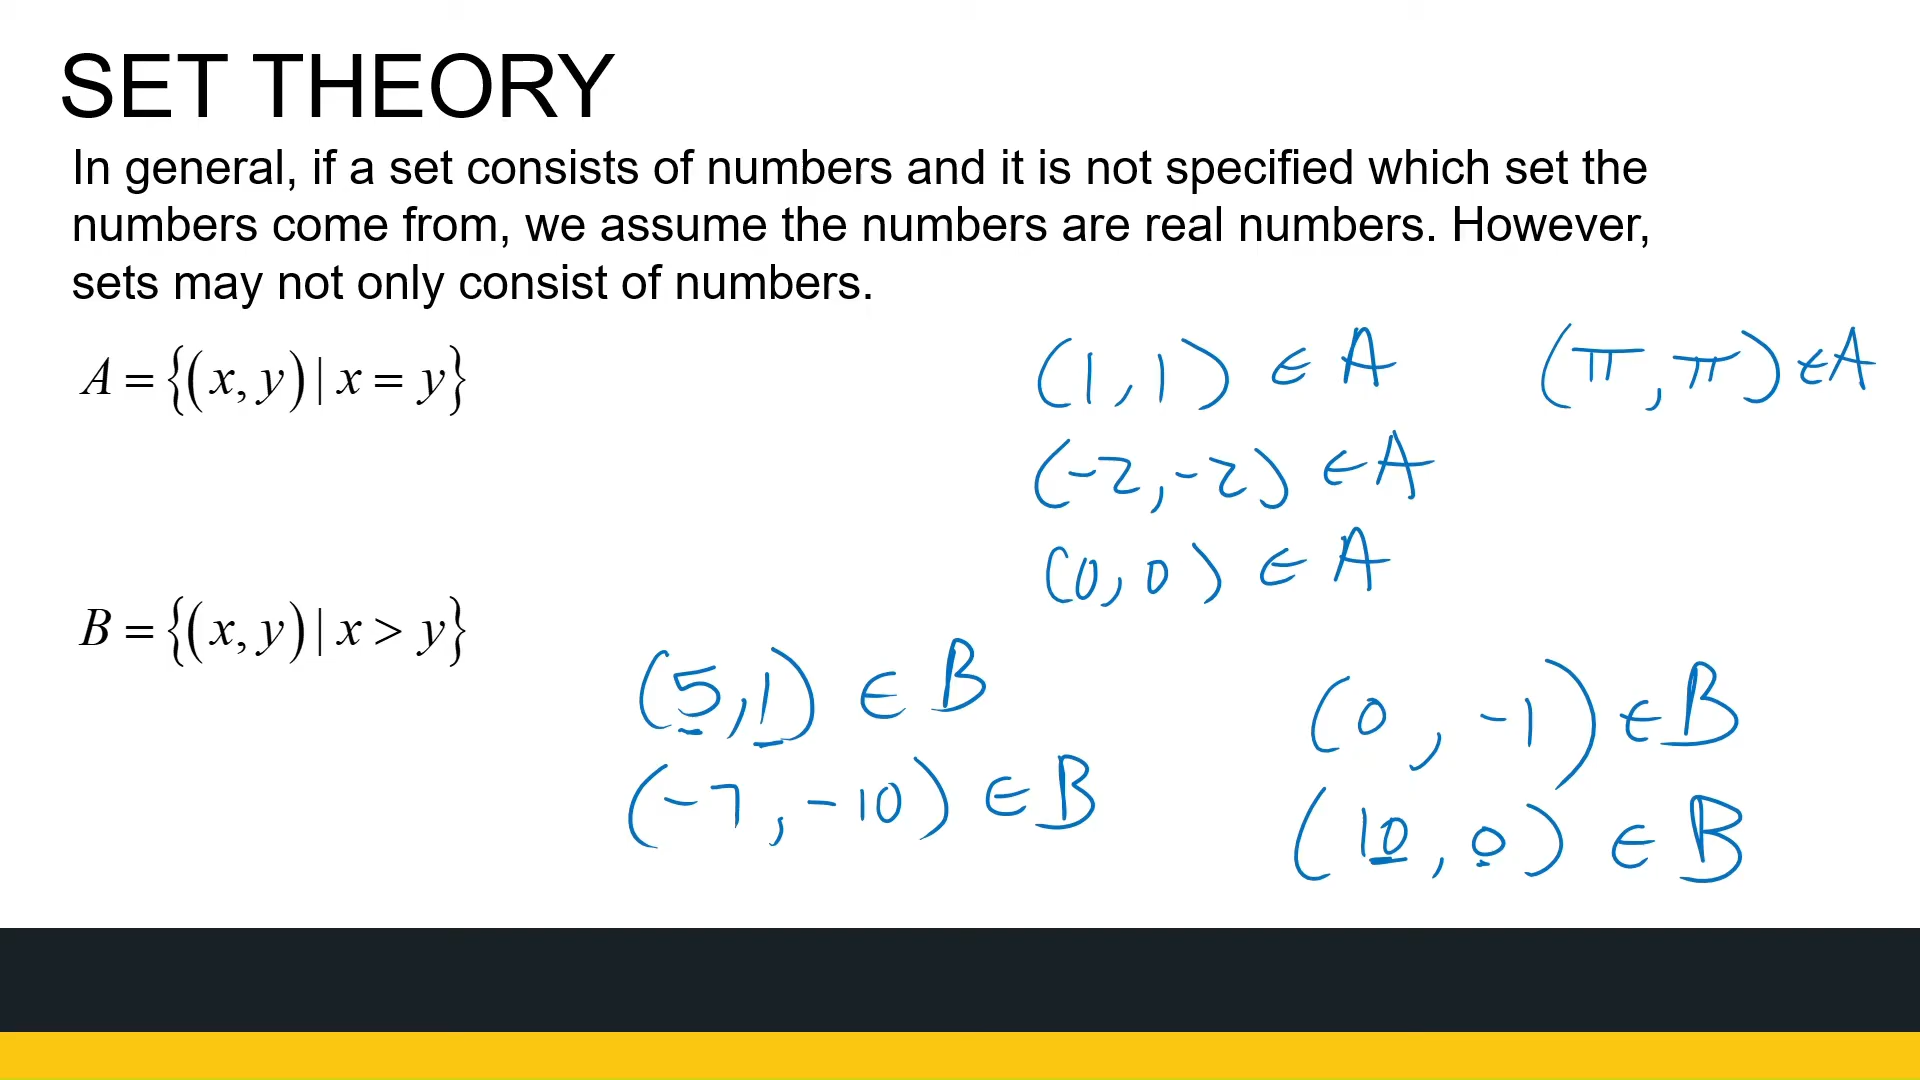 SET THEORY
In general, if a set consists of numbers and it is not specified which set the
numbers come from, we assume the numbers are real numbers. However,
sets may not only consist of numbers.
A = {(x, y) | x = y}
(1, 1) ∈ A
(π, π) ∈ A
(-2, -2) ∈ A
(0, 0) ∈ A
B = {(x, y) | x > y}
(5, 1) ∈ B
(0, -1) ∈ B
(-7, -10) ∈ B
(10, 0) ∈ B